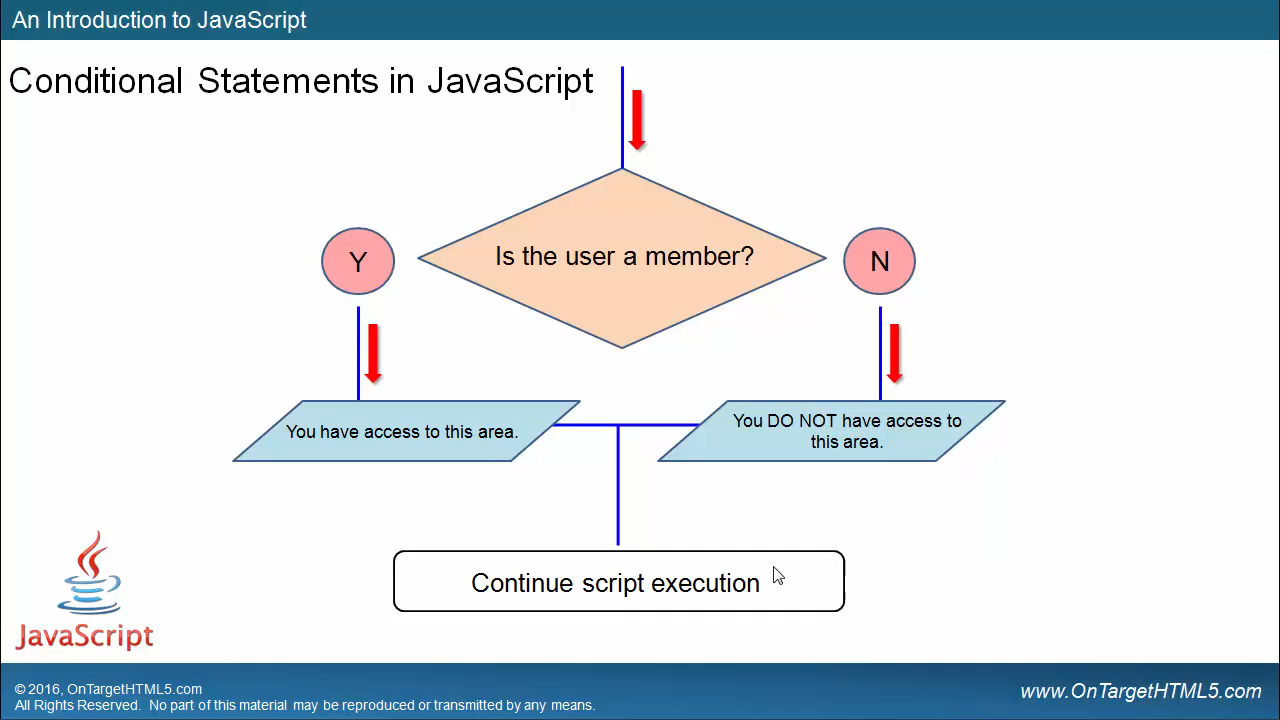 An Introduction to JavaScript
Conditional Statements in JavaScript
Is the user a member?
Y
N
You have access to this area.
You DO NOT have access to
this area.
Continue script execution
JavaScript
© 2016, OnTargetHTML5.com
All Rights Reserved. No part of this material may be reproduced or transmitted by any means.
www.OnTargetHTML5.com